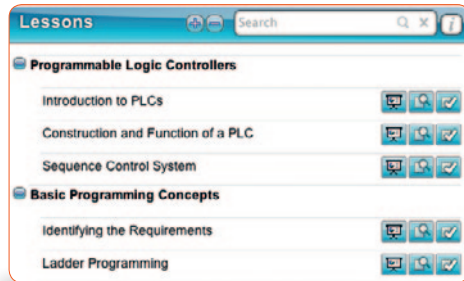 Lessons Search i
Programmable Logic Controllers
Introduction to PLCs
Construction and Function of a PLC
Sequence Control System
Basic Programming Concepts
Identifying the Requirements
Ladder Programming